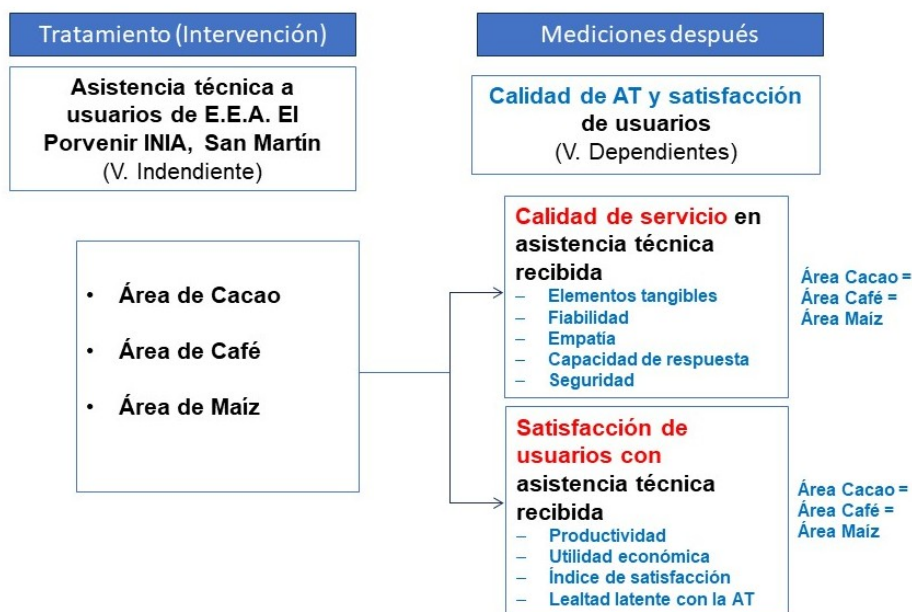 Tratamiento (Intervención)
Asistencia técnica a
usuarios de E.E.A. El
Porvenir INIA, San Martín
(V. Indendiente)
Mediciones después
Calidad de AT y satisfacción
de usuarios
(V. Dependientes)
• Área de Cacao
• Área de Café
• Área de Maíz
Calidad de servicio en
asistencia técnica
recibida
– Elementos tangibles
– Fiabilidad
– Empatía
– Capacidad de respuesta
– Seguridad
Área Cacao =
Área Café =
Área Maíz
Satisfacción de
usuarios con
asistencia técnica
recibida
– Productividad
– Utilidad económica
– Índice de satisfacción
– Lealtad latente con la AT
Área Cacao =
Área Café =
Área Maíz